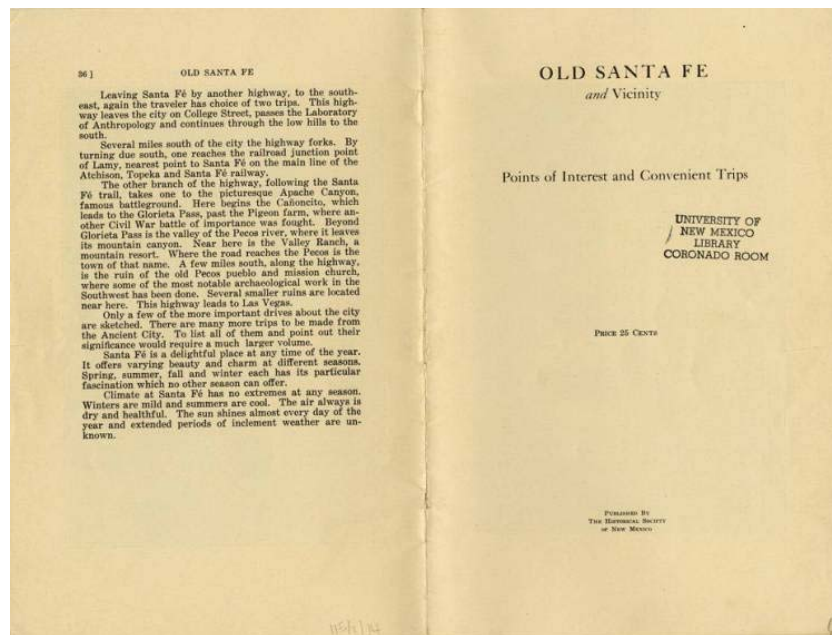 36 ]
OLD SANTA FE
Leaving Santa Fé by another highway, to the south-
east, again the traveler has choice of two trips. This high-
way leaves the city on College Street, passes the Laboratory
of Anthropology and continues through the low hills to the
south.
Several miles south of the city the highway forks. By
turning due south, one reaches the railroad junction point
of Lamy, nearest point to Santa Fé on the main line of the
Atchison, Topeka and Santa Fé railway.
The other branch of the highway, following the Santa
Fé trail, takes one to the picturesque Apache Canyon,
famous battleground. Here begins the Cañoncito, which
leads to the Glorieta Pass, past the Pigeon farm, where an-
other Civil War battle of importance was fought. Beyond
Glorieta Pass is the valley of the Pecos river, where it leaves
its mountain canyon. Near here is the Valley Ranch, a
mountain resort. Where the road reaches the Pecos is the
town of that name. A few miles south, along the highway,
is the ruin of the old Pecos pueblo and mission church,
where some of the most notable archaeological work in the
Southwest has been done. Several smaller ruins are located
near here. This highway leads to Las Vegas.
Only a few of the more important drives about the city
are sketched. There are many more trips to be made from
the Ancient City. To list all of them and point out their
significance would require a much larger volume.
Santa Fé is a delightful place at any time of the year.
It offers varying beauty and charm at different seasons.
Spring, summer, fall and winter each has its particular
fascination which no other season can offer.
Climate at Santa Fé has no extremes at any season.
Winters are mild and summers are cool. The air always is
dry and healthful. The sun shines almost every day of the
year and extended periods of inclement weather are un-
known.
OLD SANTA FE
and Vicinity
Points of Interest and Convenient Trips
UNIVERSITY OF
NEW MEXICO
LIBRARY
CORONADO ROOM
PRICE 25 CENTS
PUBLISHED BY
THE HISTORICAL SOCIETY
OF NEW MEXICO